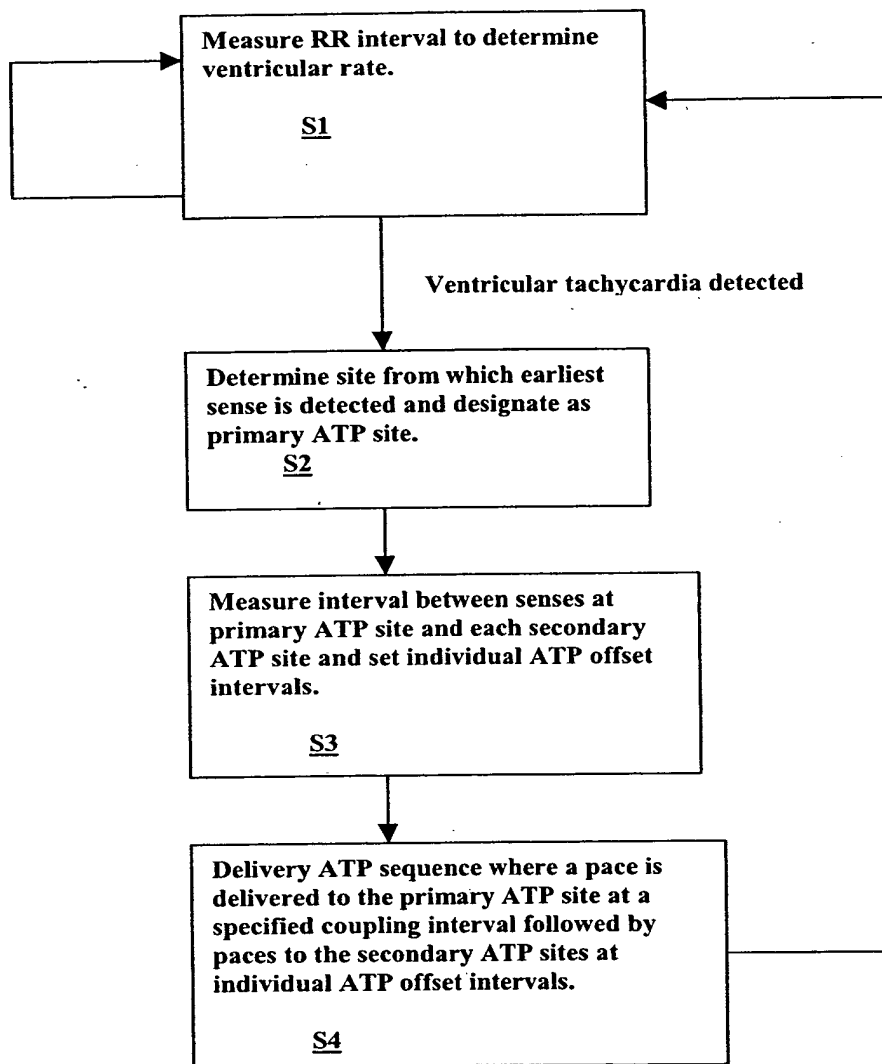 Measure RR interval to determine
ventricular rate.
S1
Ventricular tachycardia detected
Determine site from which earliest
sense is detected and designate as
primary ATP site.
S2
Measure interval between senses at
primary ATP site and each secondary
ATP site and set individual ATP offset
intervals.
S3
Delivery ATP sequence where a pace is
delivered to the primary ATP site at a
specified coupling interval followed by
paces to the secondary ATP sites at
individual ATP offset intervals.
S4